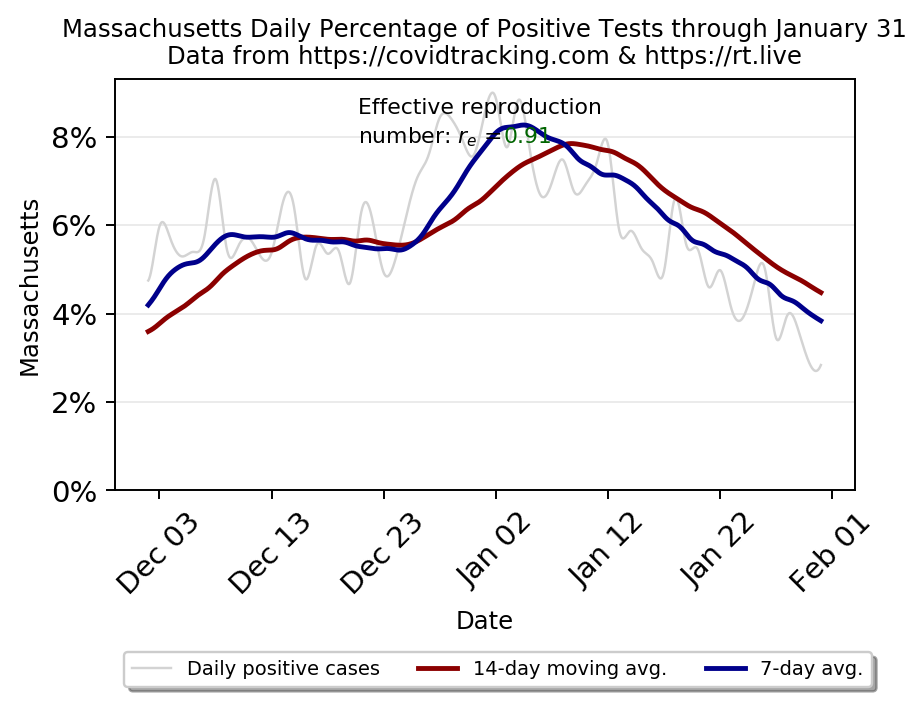 Massachusetts Daily Percentage of Positive Tests through January 31
Data from https://covidtracking.com & https://rt.live
Effective reproduction
number: rₑ = 0.91
8%
6%
4%
2%
0%
Massachusetts
Dec 03
Dec 13
Dec 23
Jan 02
Jan 12
Jan 22
Feb 01
Date
Daily positive cases
14-day moving avg.
7-day avg.